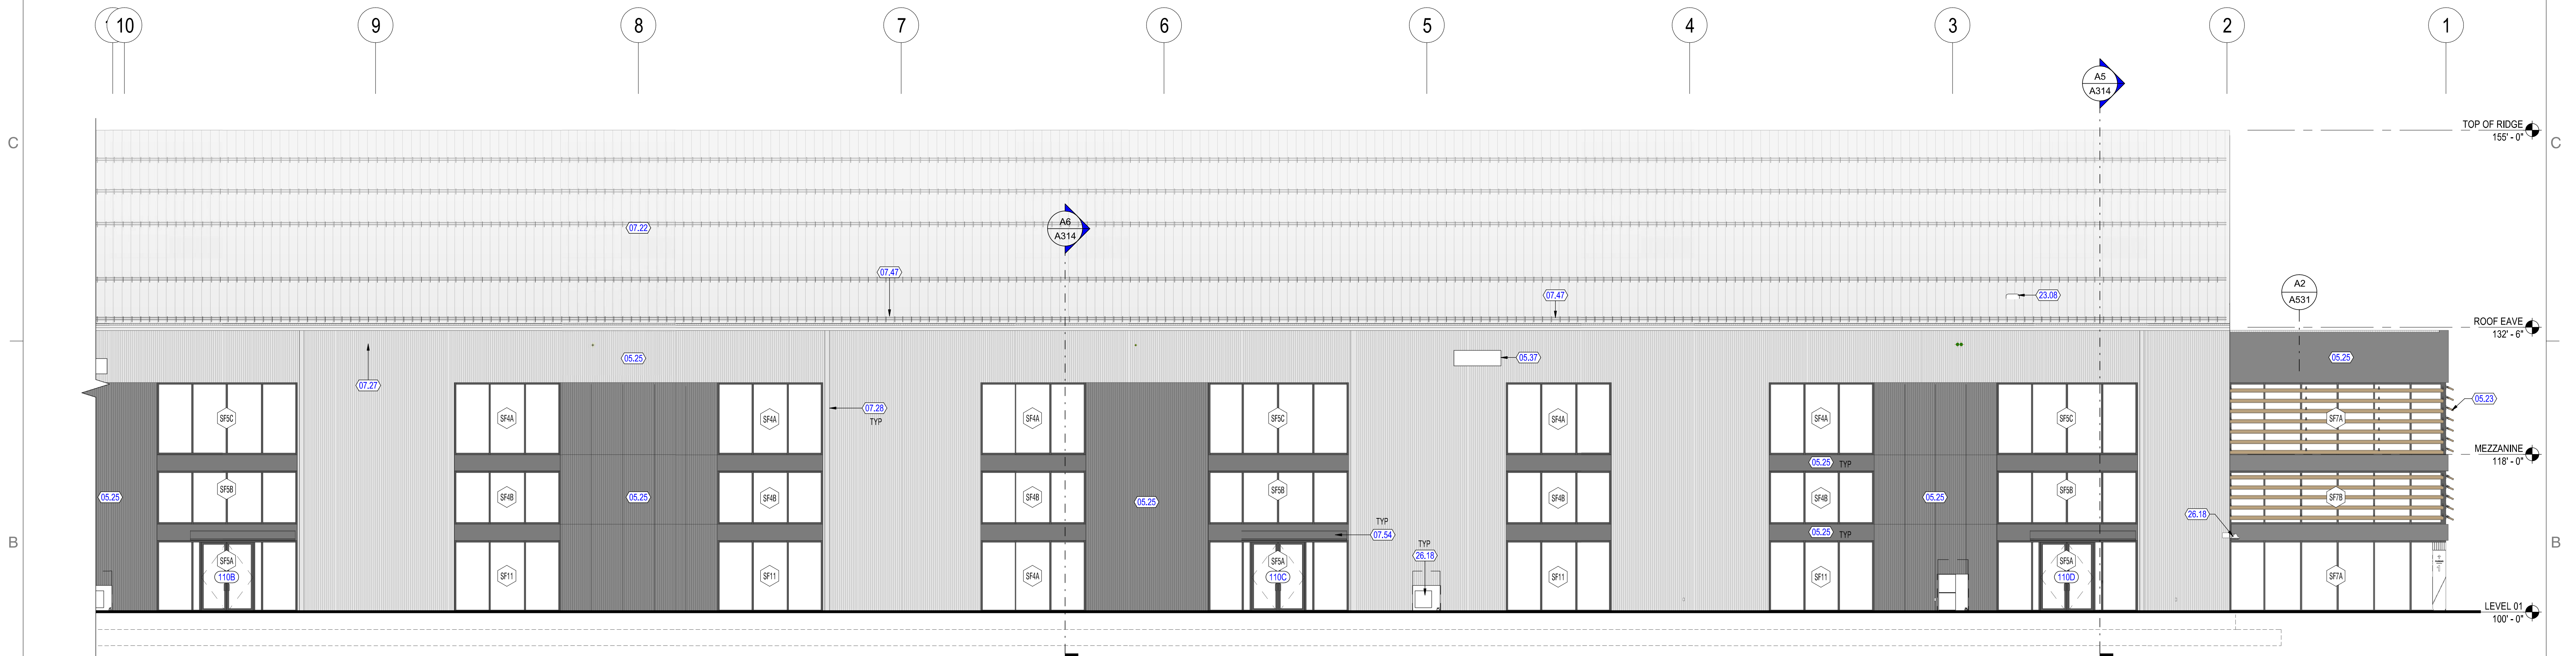 10
9
8
7
6
5
4
3
2
1
A5
A314
C
C
TOP OF RIDGE
155' - 0"
A6
A314
07.22
07.47
07.47
23.08
A2
A531
ROOF EAVE
132' - 6"
05.25
05.37
05.25
07.27
05.23
07.28
TYP
SF5C
SF4A
SF4A
SF4A
SF5C
SF4A
SF4A
SF5C
SF7A
MEZZANINE
118' - 0"
05.25 TYP
05.25
SF5B
SF4B
05.25
SF4B
SF4B
05.25
SF5B
SF4B
SF4B
05.25
SF5B
SF7B
26.18
TYP
07.54
05.25 TYP
B
B
TYP
26.18
SF5A
110B
SF11
SF11
SF4A
SF5A
110C
SF11
SF11
SF5A
110D
SF7A
LEVEL 01
100' - 0"